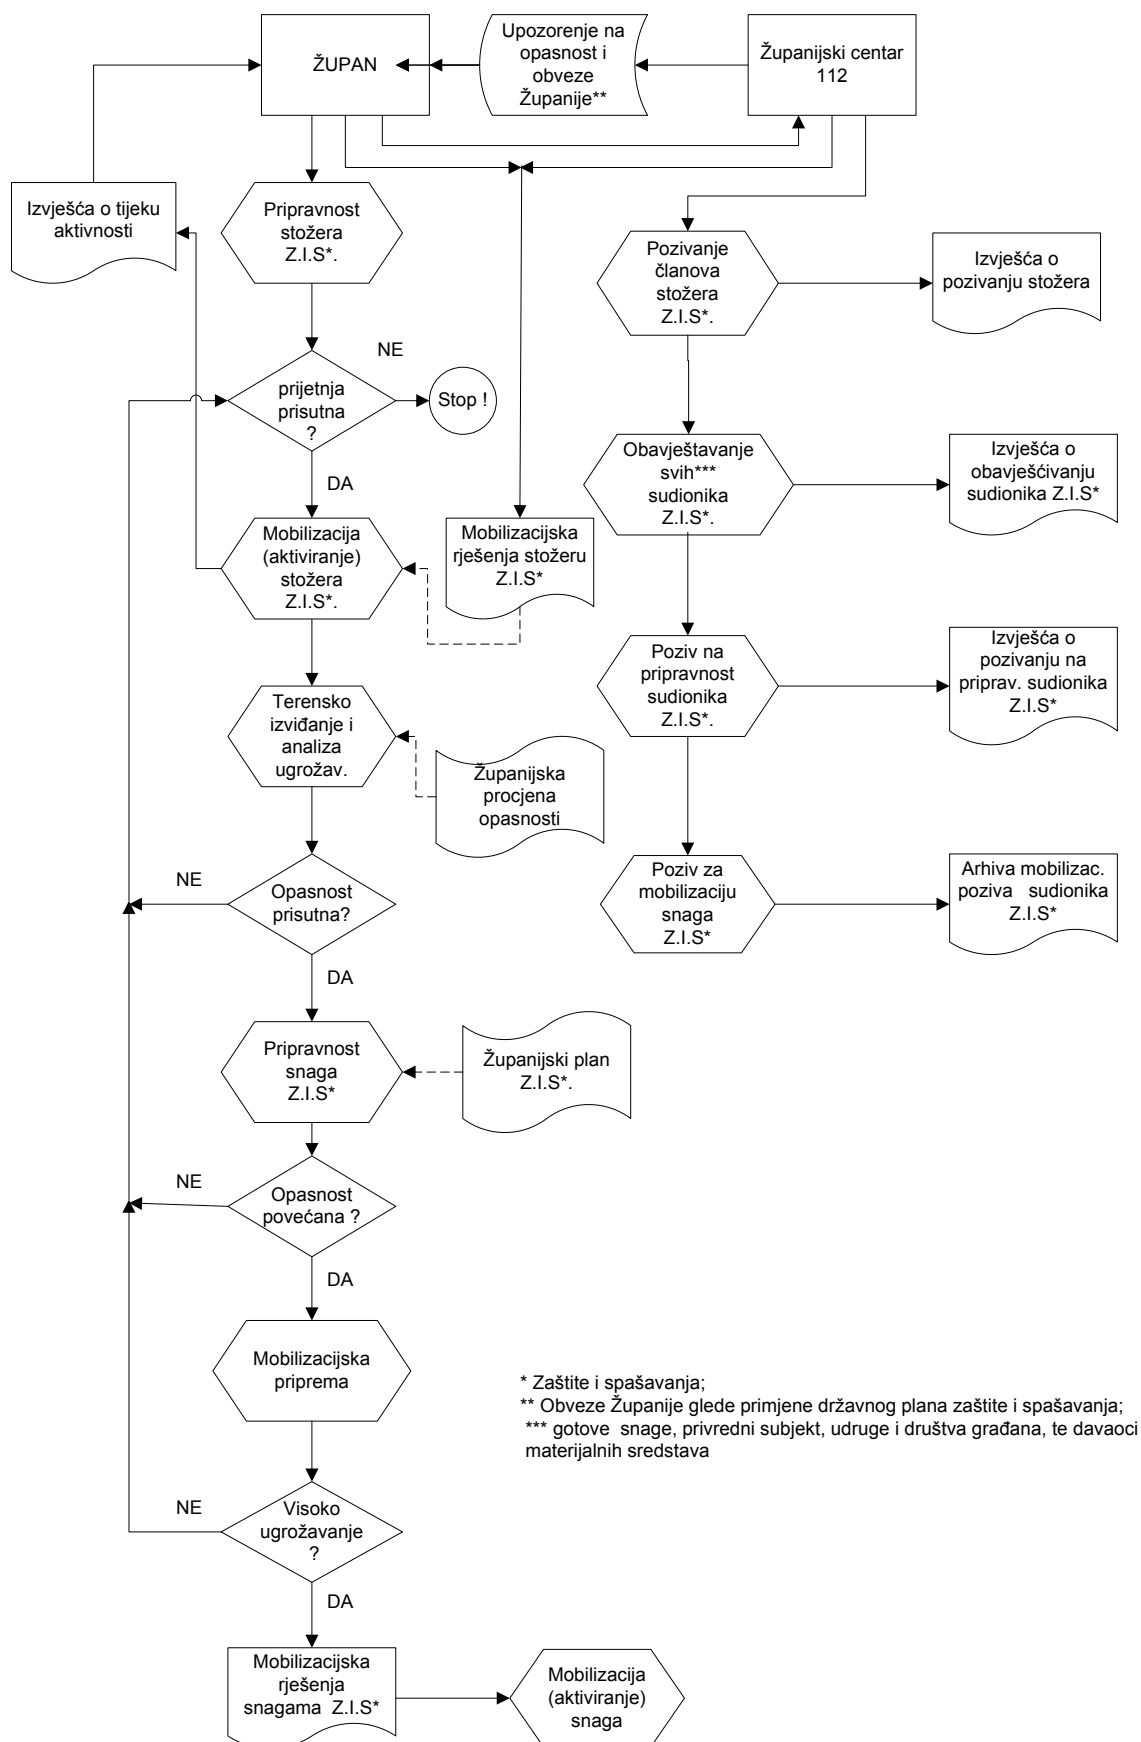 Upozorenje na
opasnost i
obveze
Županije**
ŽUPAN
Županijski centar
112
Izvješća o tijeku
aktivnosti
Pripravnost
stožera
Z.I.S*.
Pozivanje
članova
stožera
Z.I.S*.
Izvješća o
pozivanju stožera
NE
prijetnja
prisutna
?
Stop !
DA
Obavještavanje
svih***
sudionika
Z.I.S*.
Izvješća o
obavješćivanju
sudionika Z.I.S*
Mobilizacija
(aktiviranje)
stožera
Z.I.S*.
Mobilizacijska
rješenja stožeru
Z.I.S*
Poziv na
pripravnost
sudionika
Z.I.S*.
Izvješća o
pozivanju na
priprav. sudionika
Z.I.S*
Terensko
izviđanje i
analiza
ugrožav.
Županijska
procjena
opasnosti
NE
Opasnost
prisutna?
Poziv za
mobilizaciju
snaga
Z.I.S*
Arhiva mobilizac.
poziva sudionika
Z.I.S*
DA
Pripravnost
snaga
Z.I.S*
Županijski plan
Z.I.S*.
NE
Opasnost
povećana ?
DA
Mobilizacijska
priprema
* Zaštite i spašavanja;
** Obveze Županije glede primjene državnog plana zaštite i spašavanja;
*** gotove snage, privredni subjekt, udruge i društva građana, te davaoci
materijalnih sredstava
NE
Visoko
ugrožavanje
?
DA
Mobilizacijska
rješenja
snagama Z.I.S*
Mobilizacija
(aktiviranje)
snaga